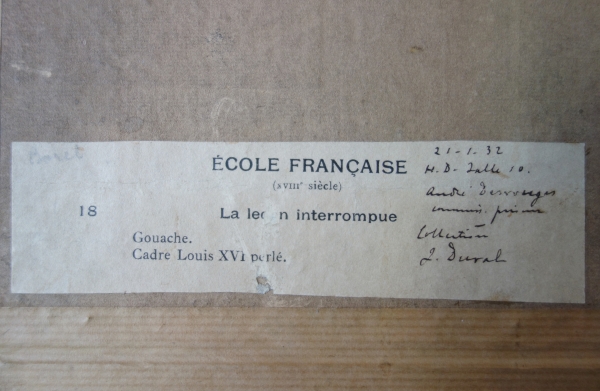 ÉCOLE FRANÇAISE
(XVIIIᵉ siècle)
18
La leçon interrompue
Gouache.
Cadre Louis XVI perlé.
21-1-32
H.D. Salle 10.
André Desvouges
commis. priseur
Collection
J. Duval